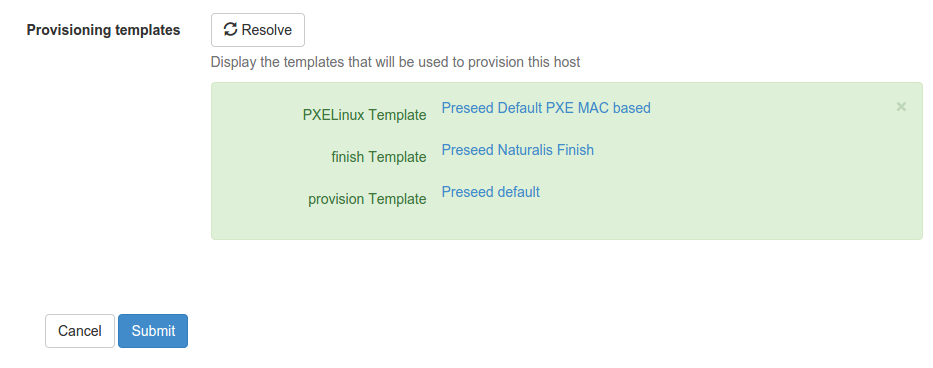 Provisioning templates
Resolve
Display the templates that will be used to provision this host
×
PXELinux Template Preseed Default PXE MAC based
finish Template Preseed Naturalis Finish
provision Template Preseed default
Cancel Submit